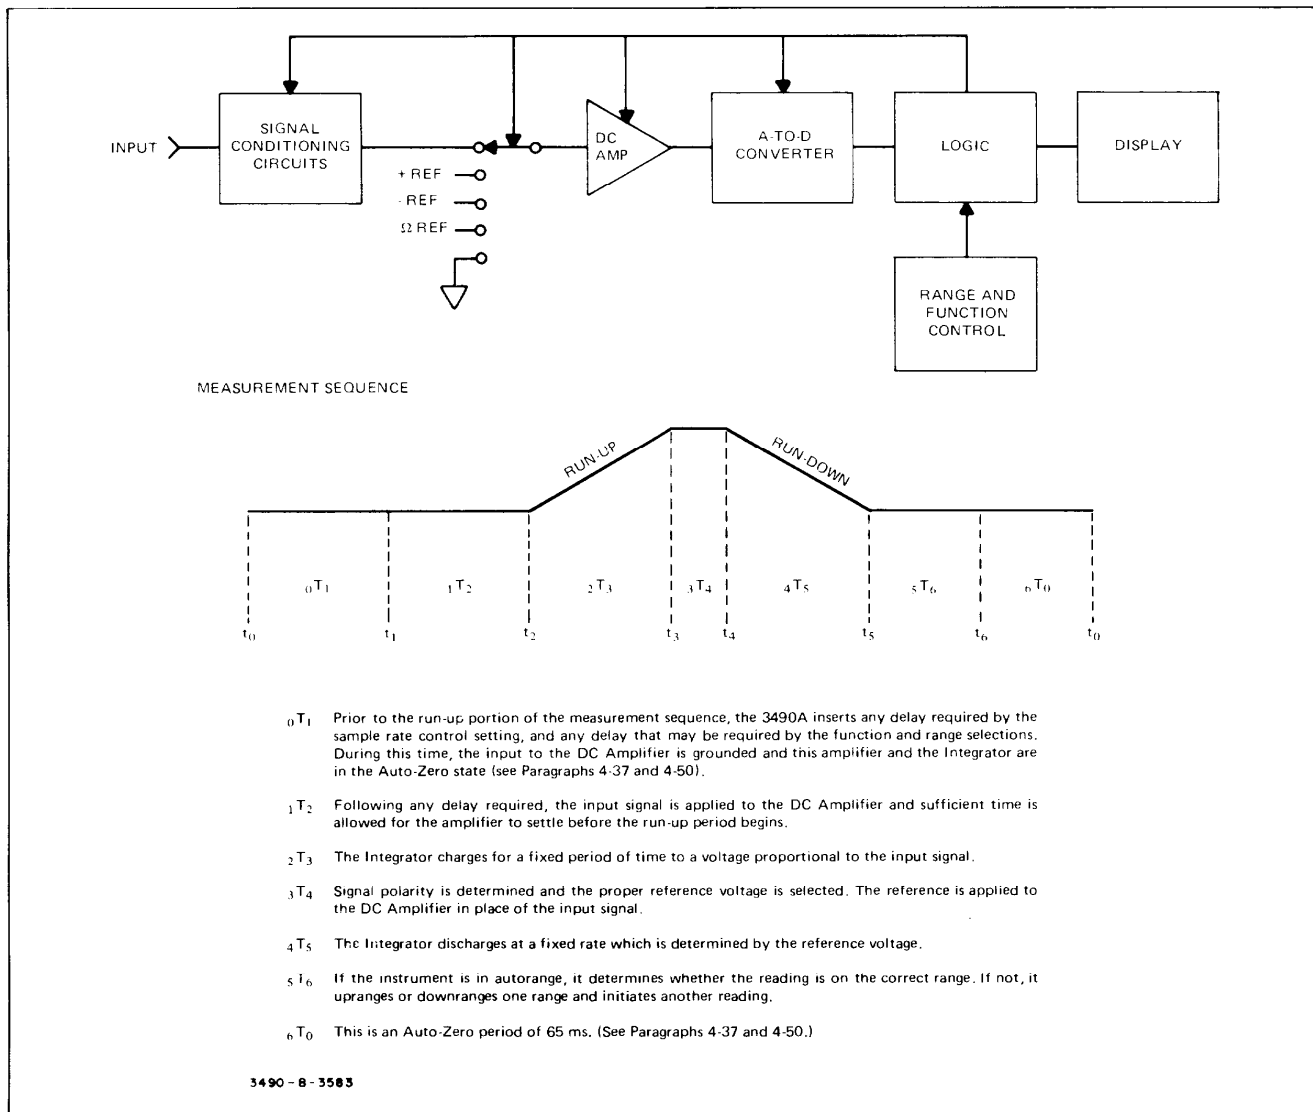 INPUT
SIGNAL
CONDITIONING
CIRCUITS
+ REF
- REF
Ω REF
DC
AMP
A-TO-D
CONVERTER
LOGIC
DISPLAY
RANGE AND
FUNCTION
CONTROL
MEASUREMENT SEQUENCE
RUN-UP
RUN-DOWN
₀T₁ ₁T₂ ₂T₃ ₃T₄ ₄T₅ ₅T₆ ₆T₀
t₀ t₁ t₂ t₃ t₄ t₅ t₆ t₀
₀T₁ Prior to the run-up portion of the measurement sequence, the 3490A inserts any delay required by the
sample rate control setting, and any delay that may be required by the function and range selections.
During this time, the input to the DC Amplifier is grounded and this amplifier and the Integrator are
in the Auto-Zero state (see Paragraphs 4-37 and 4-50).
₁T₂ Following any delay required, the input signal is applied to the DC Amplifier and sufficient time is
allowed for the amplifier to settle before the run-up period begins.
₂T₃ The Integrator charges for a fixed period of time to a voltage proportional to the input signal.
₃T₄ Signal polarity is determined and the proper reference voltage is selected. The reference is applied to
the DC Amplifier in place of the input signal.
₄T₅ The Integrator discharges at a fixed rate which is determined by the reference voltage.
₅T₆ If the instrument is in autorange, it determines whether the reading is on the correct range. If not, it
upranges or downranges one range and initiates another reading.
₆T₀ This is an Auto-Zero period of 65 ms. (See Paragraphs 4-37 and 4-50.)
3490-B-3583